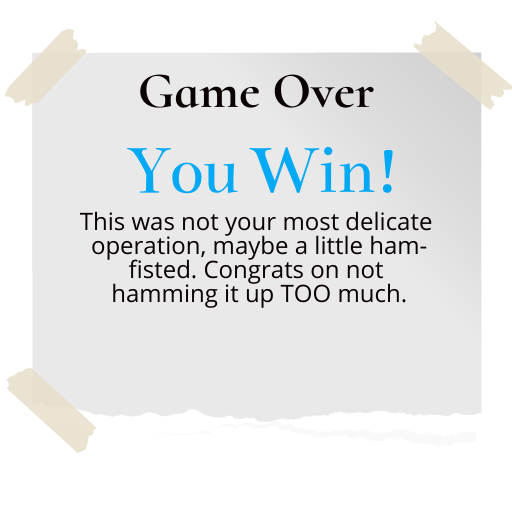 Game Over
You Win!
This was not your most delicate
operation, maybe a little ham-
fisted. Congrats on not
hamming it up TOO much.